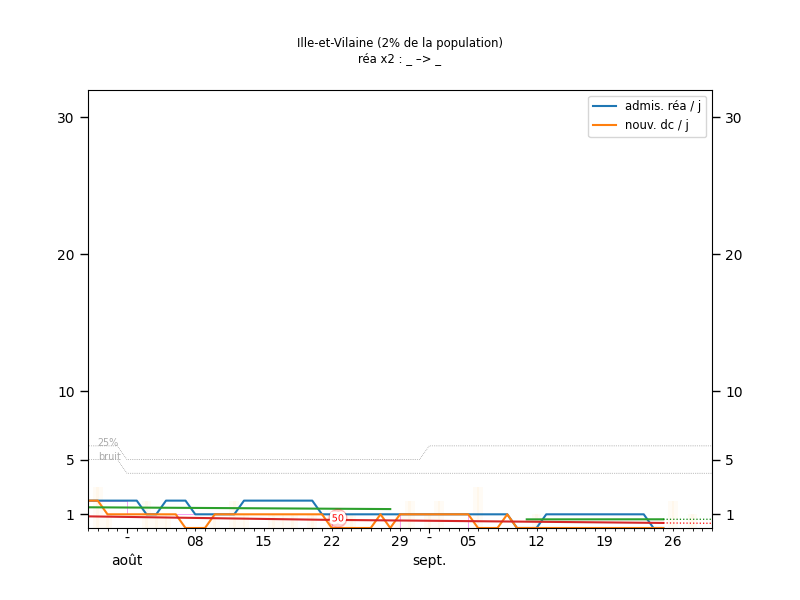 Ille-et-Vilaine (2% de la population)
réa x2 : _ –> _
admis. réa / j
nouv. dc / j
30 30
20 20
10 10
25%
bruit
5 5
50
1 1
- 08 15 22 29 - 05 12 19 26
août sept.